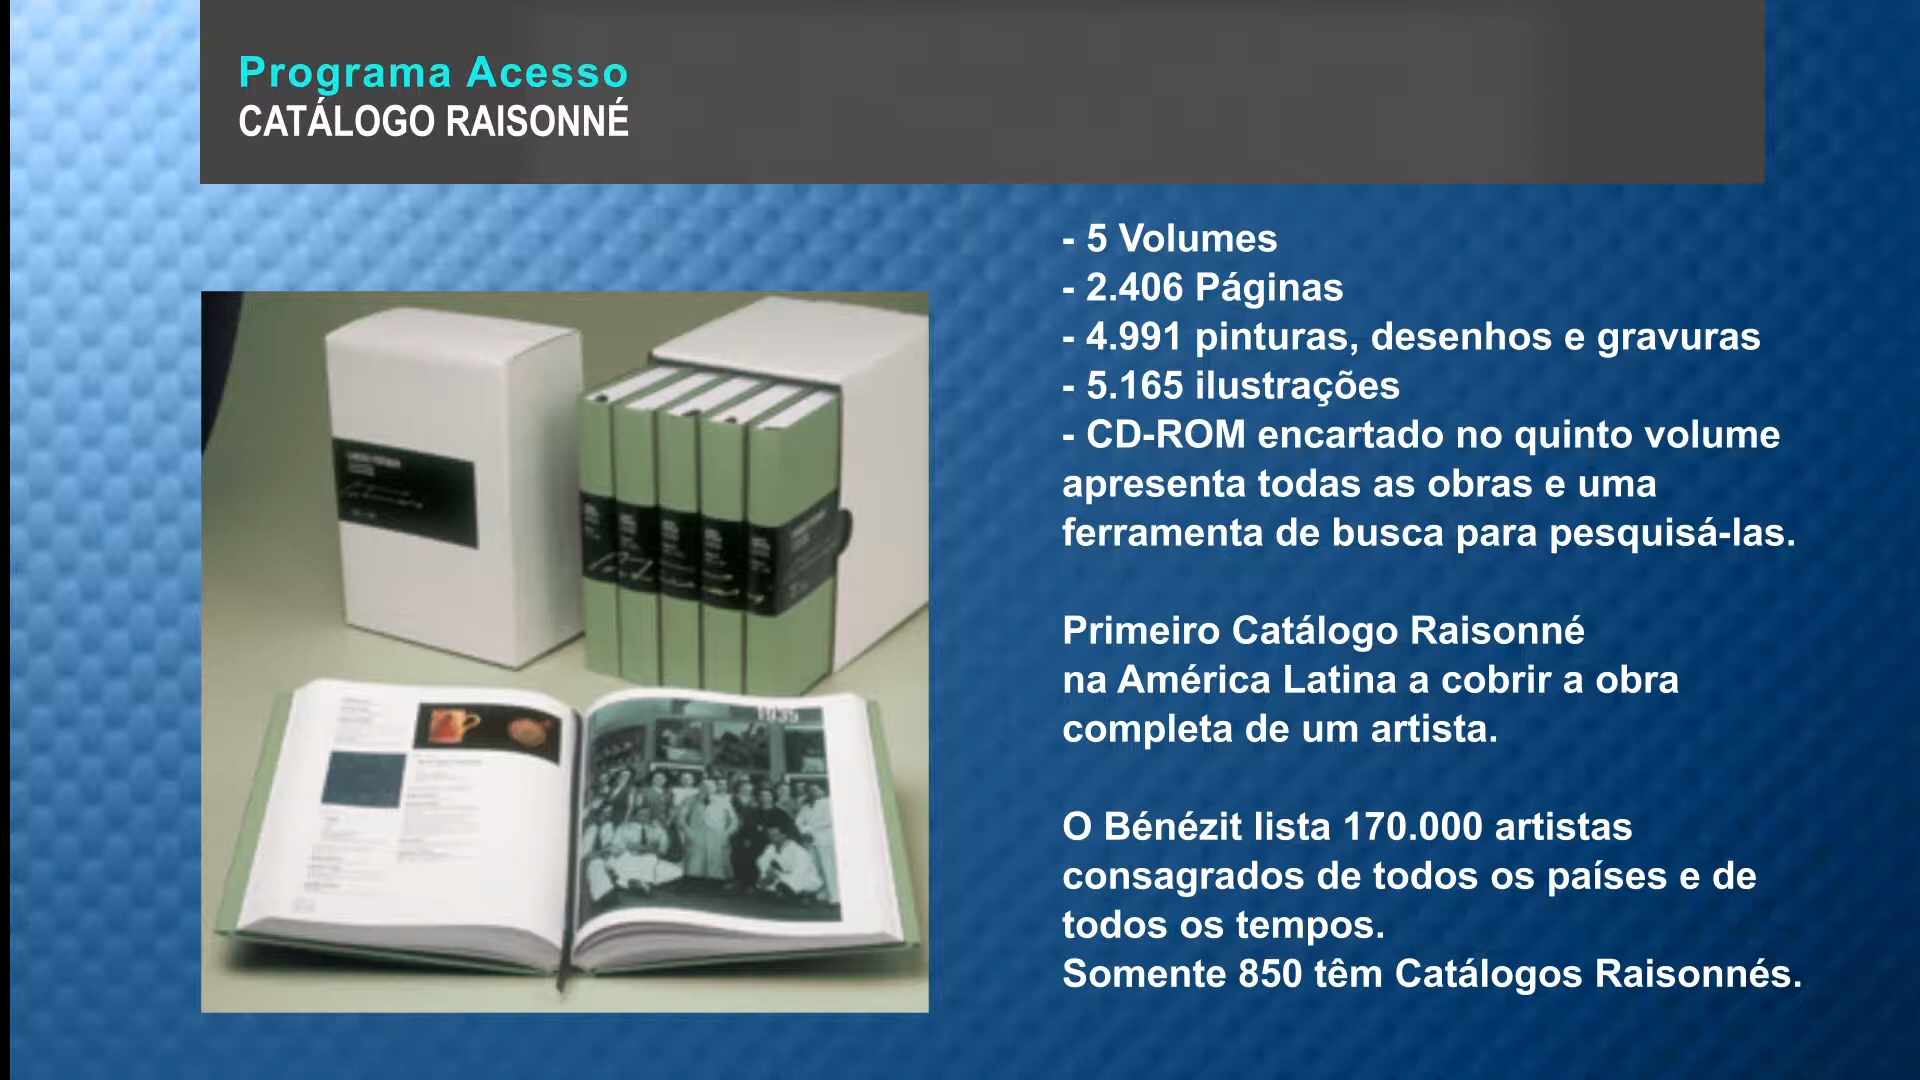 Programa Acesso
CATÁLOGO RAISONNÉ
- 5 Volumes
- 2.406 Páginas
- 4.991 pinturas, desenhos e gravuras
- 5.165 ilustrações
- CD-ROM encartado no quinto volume
apresenta todas as obras e uma
ferramenta de busca para pesquisá-las.
Primeiro Catálogo Raisonné
na América Latina a cobrir a obra
completa de um artista.
O Bénézit lista 170.000 artistas
consagrados de todos os países e de
todos os tempos.
Somente 850 têm Catálogos Raisonnés.
1935